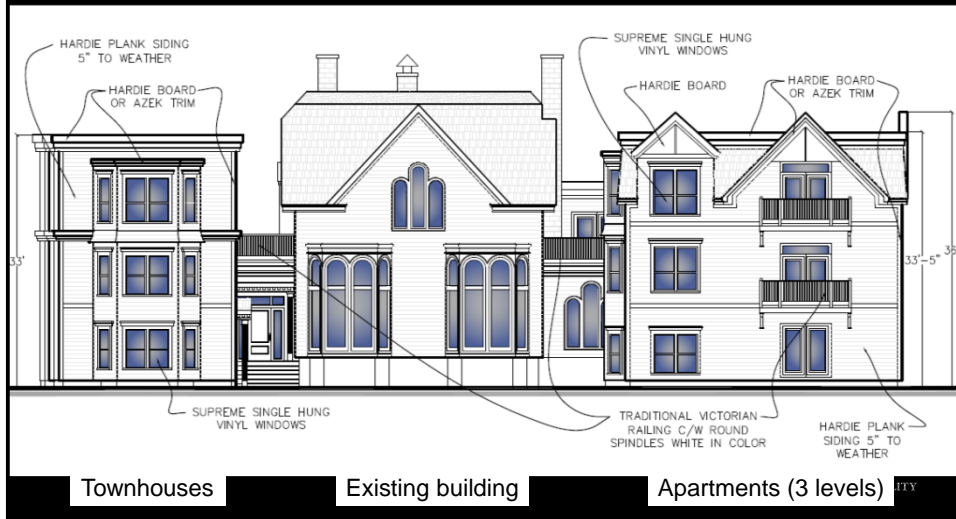 HARDIE PLANK SIDING
5" TO WEATHER
HARDIE BOARD
OR AZEK TRIM
SUPREME SINGLE HUNG
VINYL WINDOWS
HARDIE BOARD
HARDIE BOARD
OR AZEK TRIM
33'
33'-5"
SUPREME SINGLE HUNG
VINYL WINDOWS
TRADITIONAL VICTORIAN
RAILING C/W ROUND
SPINDLES WHITE IN COLOR
HARDIE PLANK
SIDING 5" TO
WEATHER
Townhouses
Existing building
Apartments (3 levels)